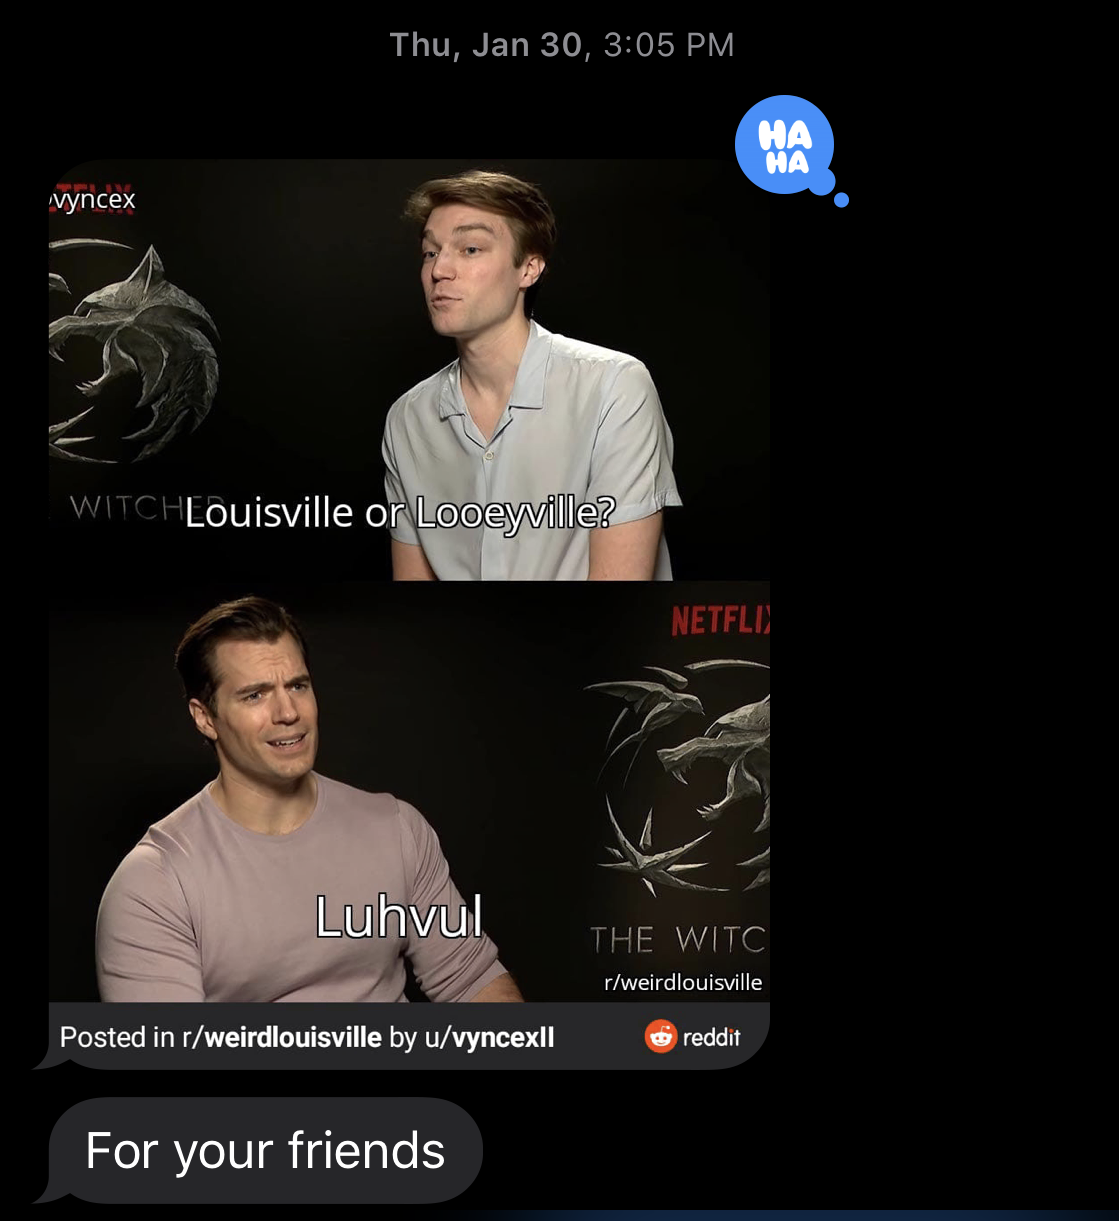 Thu, Jan 30, 3:05 PM
HA
HA
vyncex
WITCHER
Louisville or Looeyville?
NETFLIX
Luhvul
THE WITC
r/weirdlouisville
Posted in r/weirdlouisville by u/vyncexII
reddit
For your friends